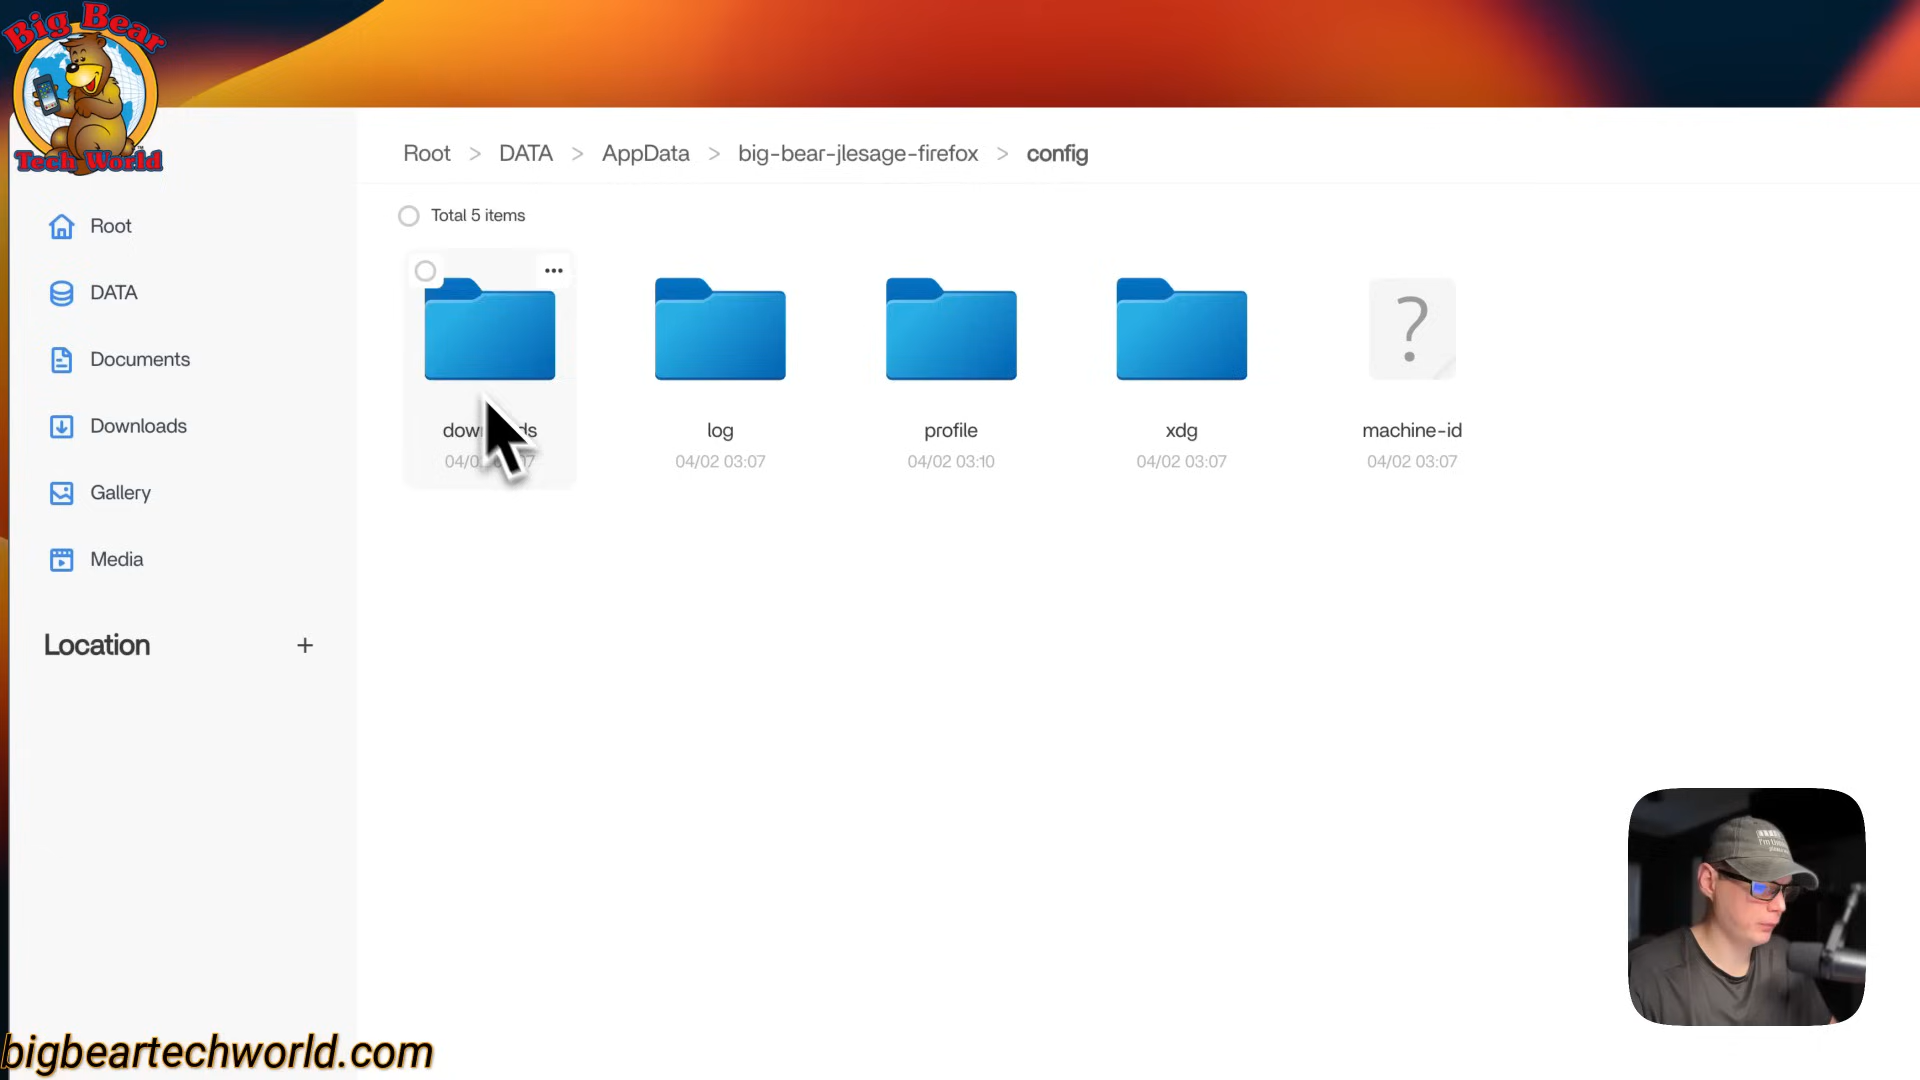 Big Bear
Tech World
Root > DATA > AppData > big-bear-jlesage-firefox > config
Total 5 items
Root
DATA
Documents
Downloads
Gallery
Media
Location +
log
profile
xdg
machine-id
04/02 03:07
04/02 03:10
04/02 03:07
04/02 03:07
bigbeartechworld.com